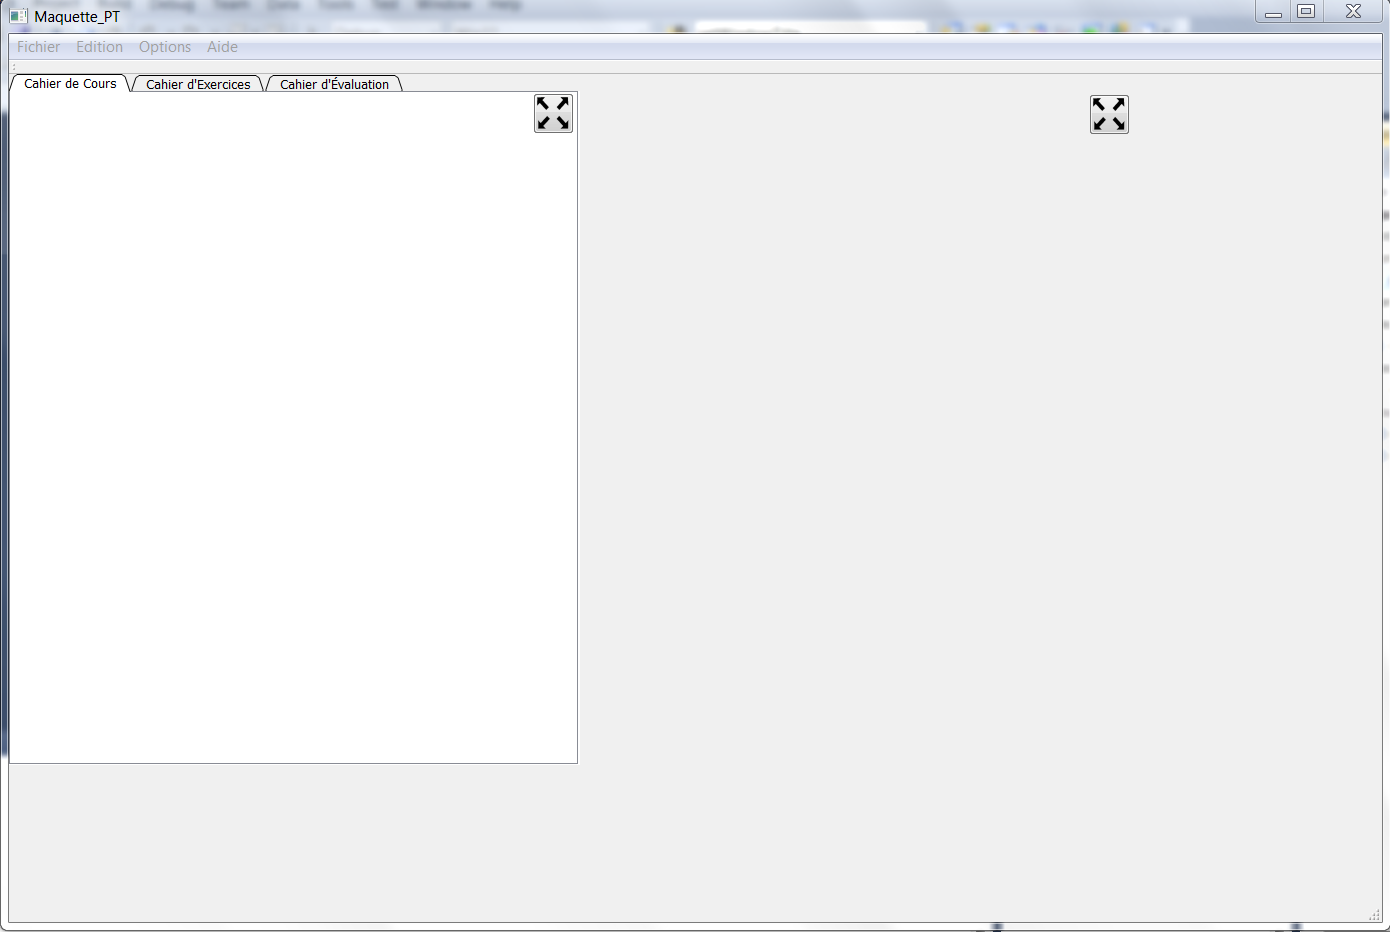 Maquette_PT
Fichier Edition Options Aide
Cahier de Cours Cahier d'Exercices Cahier d'Évaluation